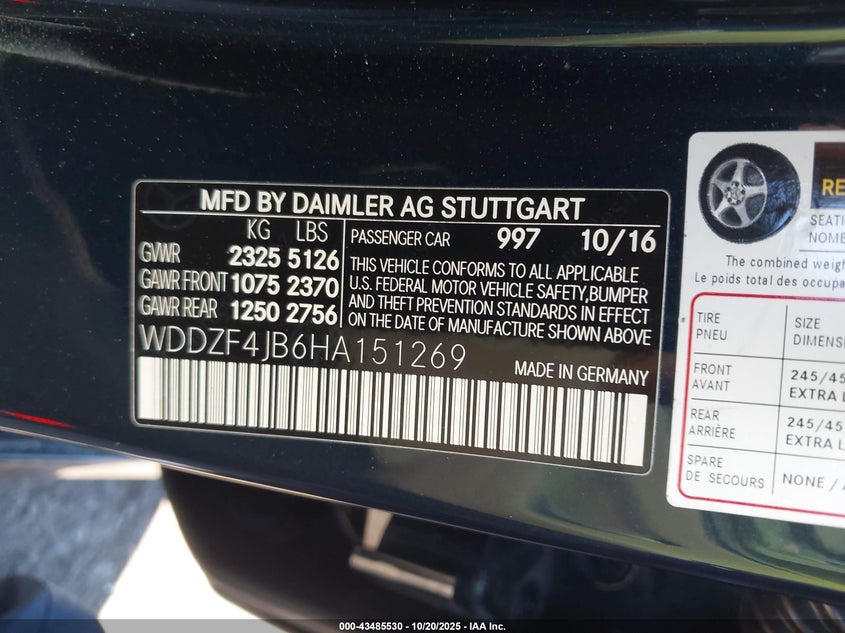 MFD BY DAIMLER AG STUTTGART
KG LBS
GVWR 2325 5126
GAWR FRONT 1075 2370
GAWR REAR 1250 2756
PASSENGER CAR 997 10/16
THIS VEHICLE CONFORMS TO ALL APPLICABLE
U.S. FEDERAL MOTOR VEHICLE SAFETY,BUMPER
AND THEFT PREVENTION STANDARDS IN EFFECT
ON THE DATE OF MANUFACTURE SHOWN ABOVE
WDDZF4JB6HA151269 MADE IN GERMANY
The combined
Le poids total des
TIRE SIZE
PNEU
FRONT 245/45
AVANT EXTRA
REAR 245/45
ARRIÈRE EXTRA
SPARE NONE /
DE SECOURS
000-43485530 - 10/20/2025 - IAA Inc.